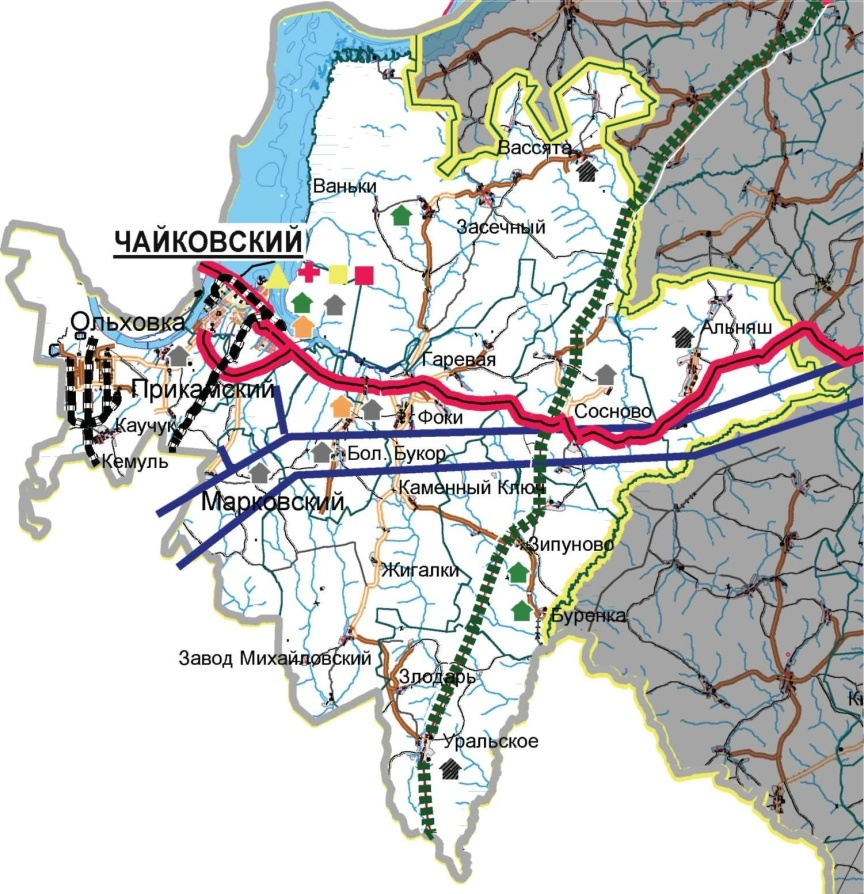 Вассята
Ваньки
Засечный
ЧАЙКОВСКИЙ
Ольховка
Альняш
Гаревая
Прикамский
Сосново
Фоки
Каучук
Бол. Букор
Кемуль
Каменный Ключ
Марковский
Зипуново
Жигалки
Буренка
Завод Михайловский
Злодарь
Уральское